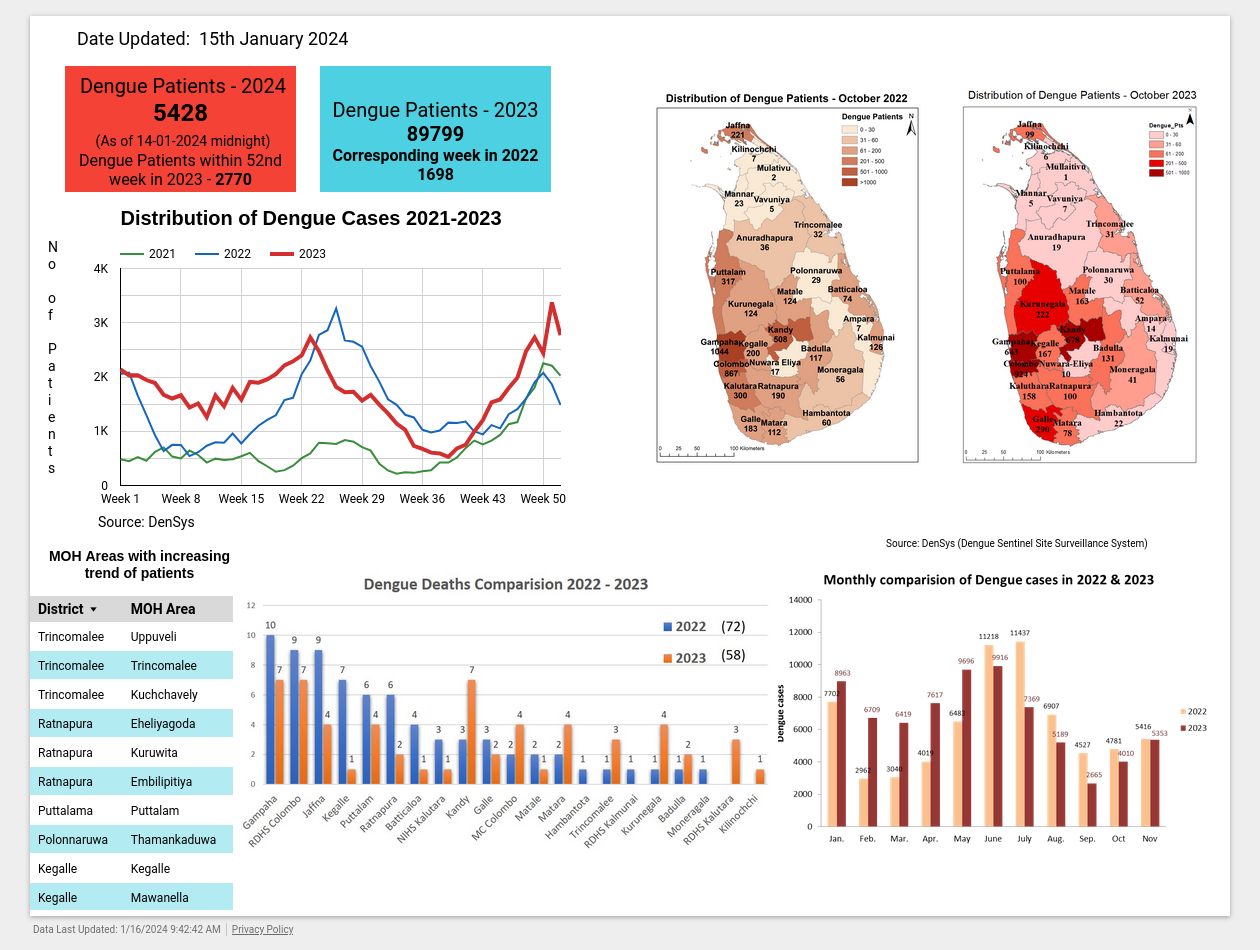 Date Updated: 15th January 2024
Dengue Patients - 2024
5428
(As of 14-01-2024 midnight)
Dengue Patients within 52nd
week in 2023 - 2770
Dengue Patients - 2023
89799
Corresponding week in 2022
1698
Distribution of Dengue Cases 2021-2023
No of Patients
2021 2022 2023
4K
3K
2K
1K
0
Week 1 Week 8 Week 15 Week 22 Week 29 Week 36 Week 43 Week 50
Source: DenSys
Distribution of Dengue Patients - October 2022
Dengue Patients
0 - 30
31 - 60
61 - 200
201 - 500
501 - 1000
>1000
N
Jaffna
221
Kilinochchi
7
Mulativu
2
Mannar
23
Vavuniya
5
Trincomalee
32
Anuradhapura
36
Puttalam
317
Polonnaruwa
29
Matale
124
Batticaloa
74
Kurunegala
124
Ampara
7
Kandy
508
Kalmunai
126
Gampaha
1044
Kegalle
200
Badulla
117
Nuwara Eliya
17
Colombo
867
Moneragala
56
Kalutara
300
Ratnapura
190
Galle
183
Matara
112
Hambantota
60
0 25 50 100 Kilometers
Distribution of Dengue Patients - October 2023
Dengue_Pts
0 - 30
31 - 60
61 - 200
201 - 500
501 - 1000
N
Jaffna
99
Kilinochchi
6
Mullaitivu
1
Mannar
5
Vavuniya
7
Trincomalee
31
Anuradhapura
19
Puttalama
100
Polonnaruwa
30
Matale
163
Batticaloa
52
Kurunegala
222
Ampara
14
Kandy
678
Kalmunai
19
Gampaha
Kegalle
167
Badulla
131
Colombo
924
Nuwara-Eliya
10
Moneragala
41
Kaluthara
158
Ratnapura
100
Galle
290
Matara
78
Hambantota
22
0 25 50 100 Kilometers
Source: DenSys (Dengue Sentinel Site Surveillance System)
MOH Areas with increasing
trend of patients
District MOH Area
Trincomalee Uppuveli
Trincomalee Trincomalee
Trincomalee Kuchchavely
Ratnapura Eheliyagoda
Ratnapura Kuruwita
Ratnapura Embilipitiya
Puttalama Puttalam
Polonnaruwa Thamankaduwa
Kegalle Kegalle
Kegalle Mawanella
Dengue Deaths Comparision 2022 - 2023
2022 (72)
2023 (58)
12
10
8
6
4
2
0
10 7 9 7 9 4 7 1 6 4 6 2 4 1 3 1 3 7 3 2 2 4 2 1 2 4 1 1 3 1 1 4 1 2 1 3 1
Gampaha RDHS Colombo Jaffna Kegalle Puttalam Ratnapura Batticaloa NIHS Kalutara Kandy Galle MC Colombo Matale Matara Hambantota Trincomalee RDHS Kalmunai Kurunegala Badulla Moneragala RDHS Kalutara Kilinochchi
Monthly comparision of Dengue cases in 2022 & 2023
Dengue cases
14000
12000
10000
8000
6000
4000
2000
0
7702 8963 2962 6709 3040 6419 4019 7617 6483 9696 11218 9916 11437 7369 6907 5189 4527 2665 4781 4010 5416 5353
Jan. Feb. Mar. Apr. May June July Aug. Sep. Oct Nov
2022
2023
Data Last Updated: 1/16/2024 9:42:42 AM Privacy Policy